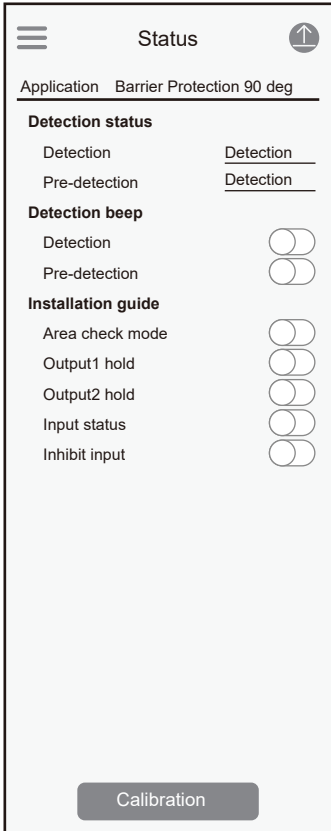 Status
Application Barrier Protection 90 deg
Detection status
Detection Detection
Pre-detection Detection
Detection beep
Detection
Pre-detection
Installation guide
Area check mode
Output1 hold
Output2 hold
Input status
Inhibit input
Calibration